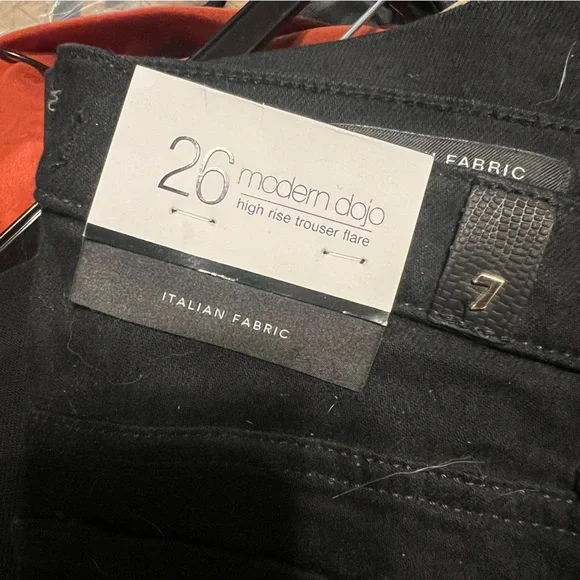 26 modern dojo
high rise trouser flare
ITALIAN FABRIC
FABRIC
7